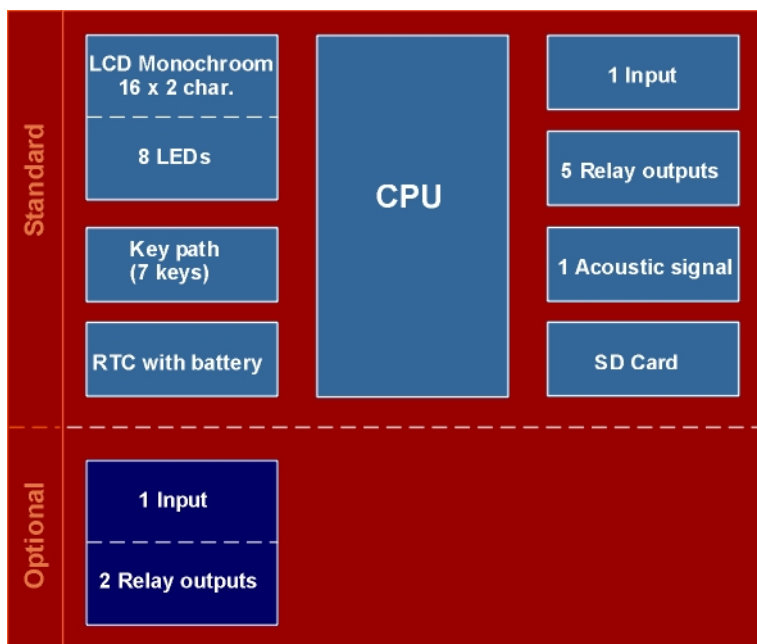 Standard
LCD Monochroom
16 x 2 char.
8 LEDs
Key path
(7 keys)
RTC with battery
CPU
1 Input
5 Relay outputs
1 Acoustic signal
SD Card
Optional
1 Input
2 Relay outputs